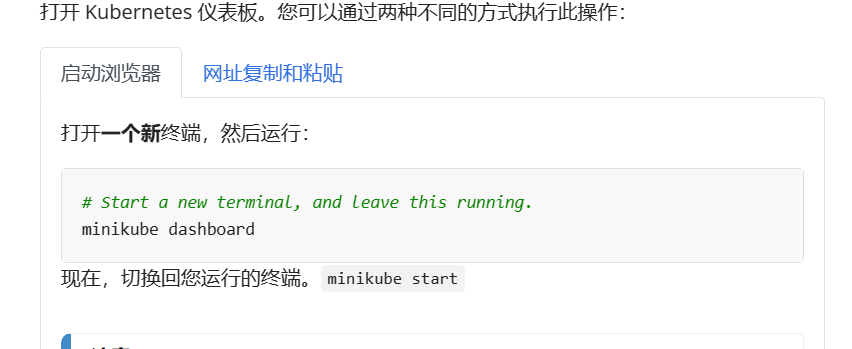 打开 Kubernetes 仪表板。您可以通过两种不同的方式执行此操作：
启动浏览器 网址复制和粘贴
打开一个新终端，然后运行：
# Start a new terminal, and leave this running.
minikube dashboard
现在，切换回您运行的终端。 minikube start